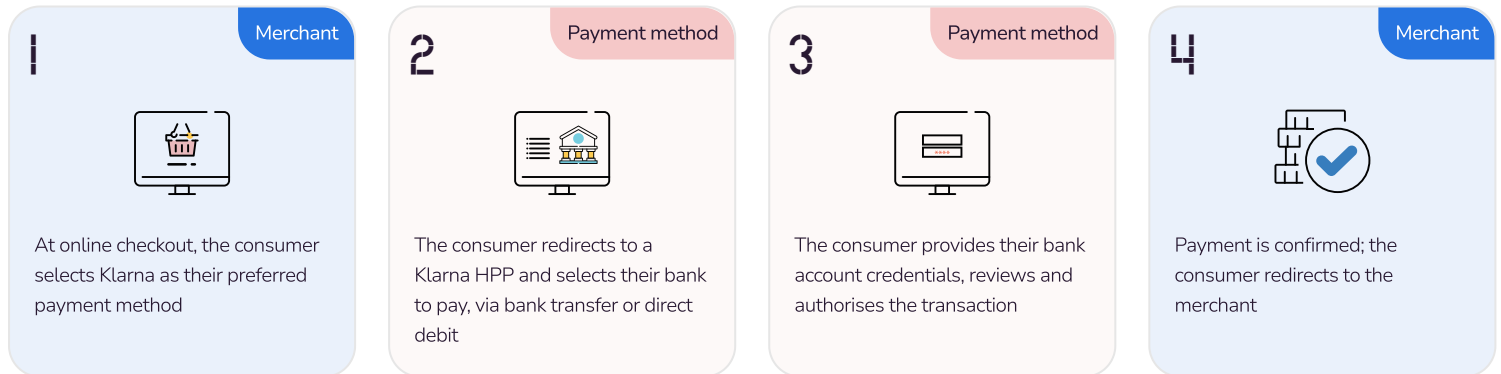 1
Merchant
At online checkout, the consumer
selects Klarna as their preferred
payment method
2
Payment method
The consumer redirects to a
Klarna HPP and selects their bank
to pay, via bank transfer or direct
debit
3
Payment method
The consumer provides their bank
account credentials, reviews and
authorises the transaction
4
Merchant
Payment is confirmed; the
consumer redirects to the
merchant